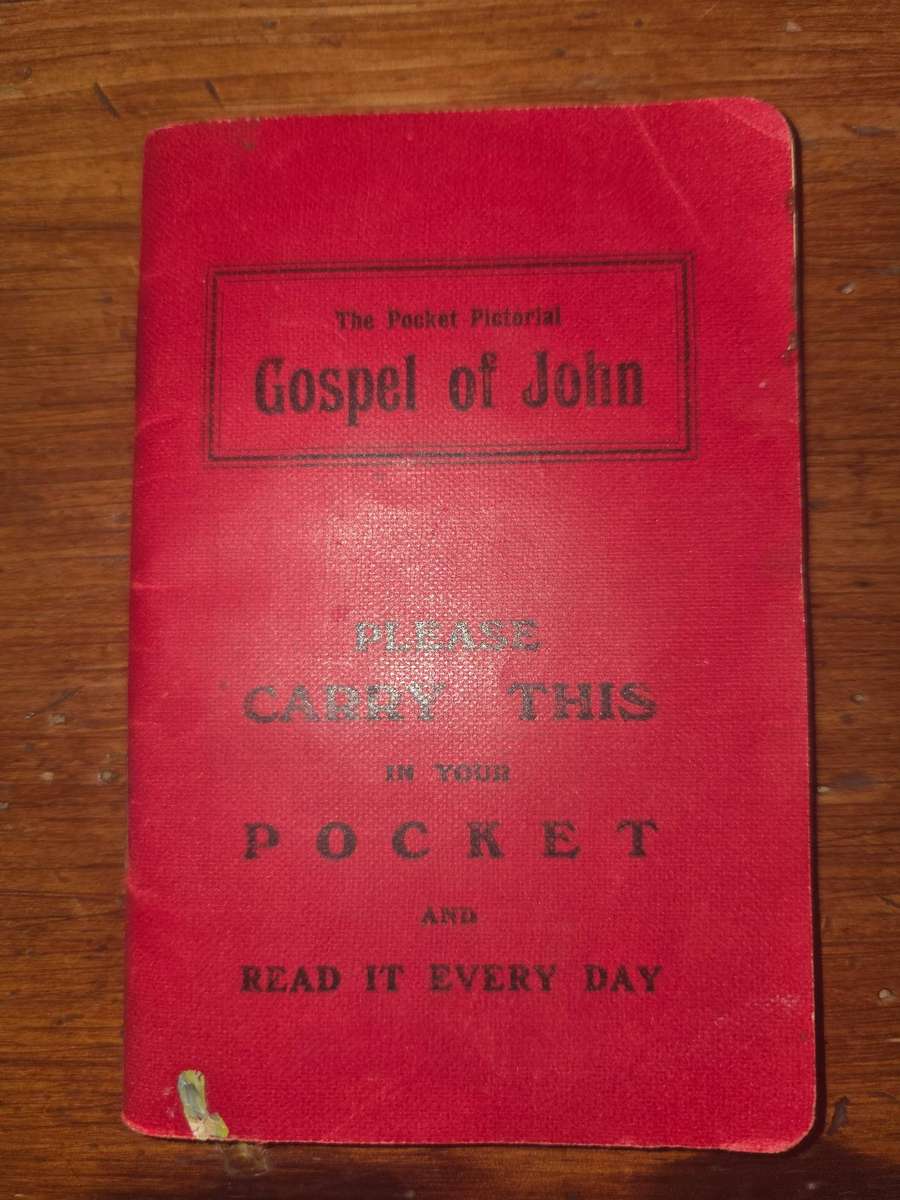 The Pocket Pictorial
Gospel of John
PLEASE
CARRY THIS
IN YOUR
POCKET
AND
READ IT EVERY DAY